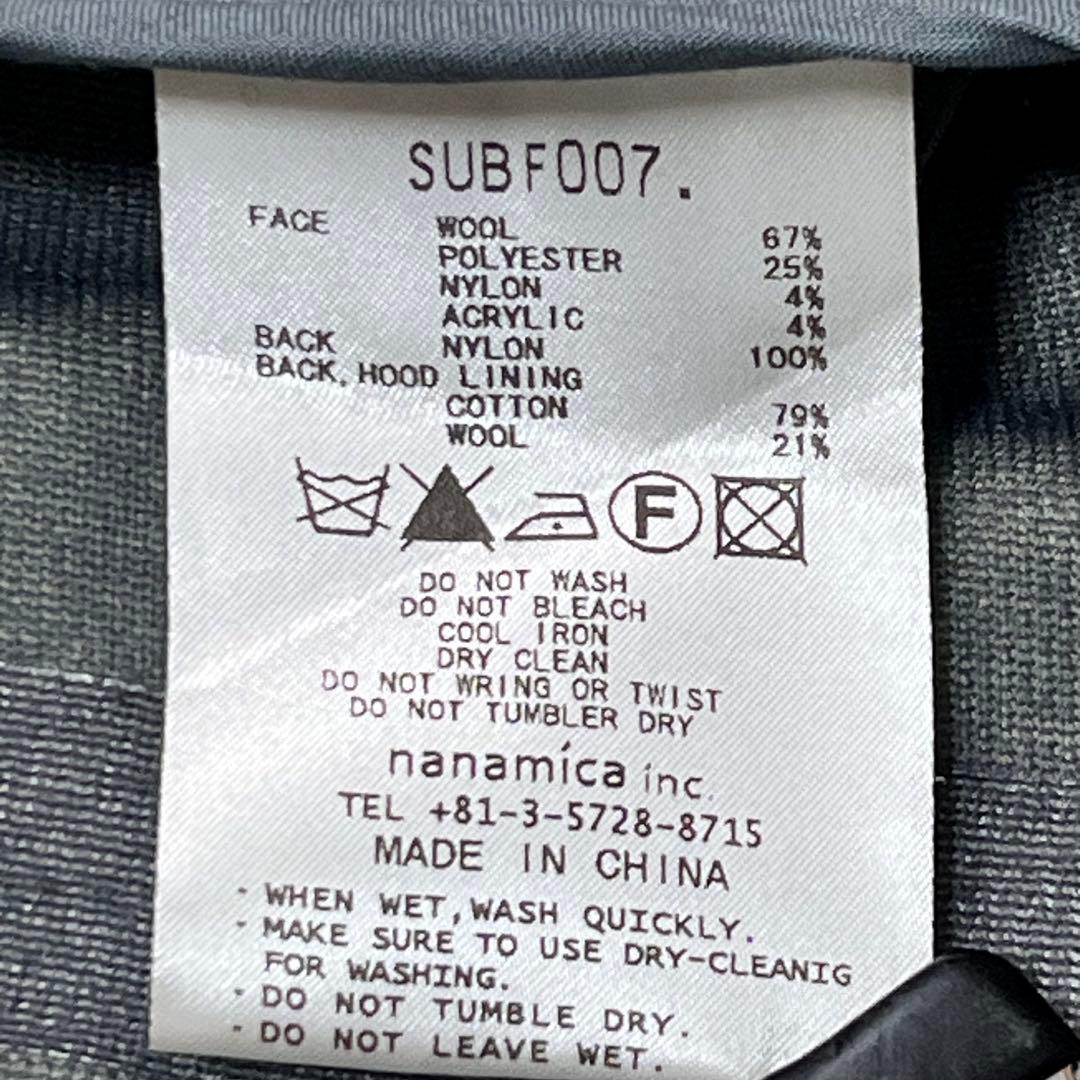 SUBF007.
FACE WOOL 67%
POLYESTER 25%
NYLON 4%
ACRYLIC 4%
BACK NYLON 100%
BACK, HOOD LINING
COTTON 79%
WOOL 21%
F
DO NOT WASH
DO NOT BLEACH
COOL IRON
DRY CLEAN
DO NOT WRING OR TWIST
DO NOT TUMBLER DRY
nanamíca inc.
TEL +81-3-5728-8715
MADE IN CHINA
· WHEN WET,WASH QUICKLY.
· MAKE SURE TO USE DRY-CLEANIG
FOR WASHING.
· DO NOT TUMBLE DRY.
· DO NOT LEAVE WET.